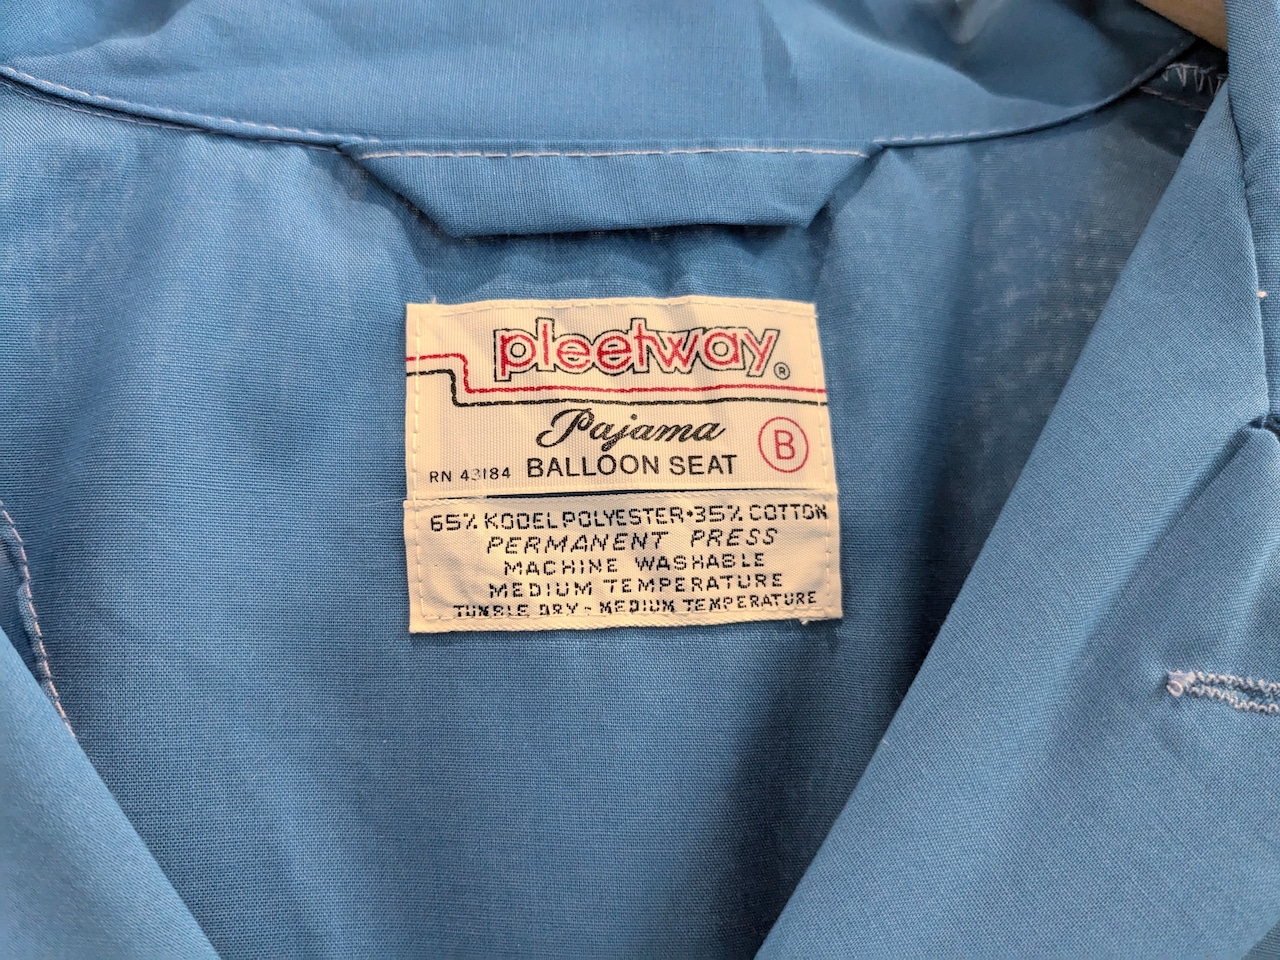 pleetway®
Pajama
B
RN 43184 BALLOON SEAT
65% KODEL POLYESTER•35% COTTON
PERMANENT PRESS
MACHINE WASHABLE
MEDIUM TEMPERATURE
TUMBLE DRY - MEDIUM TEMPERATURE